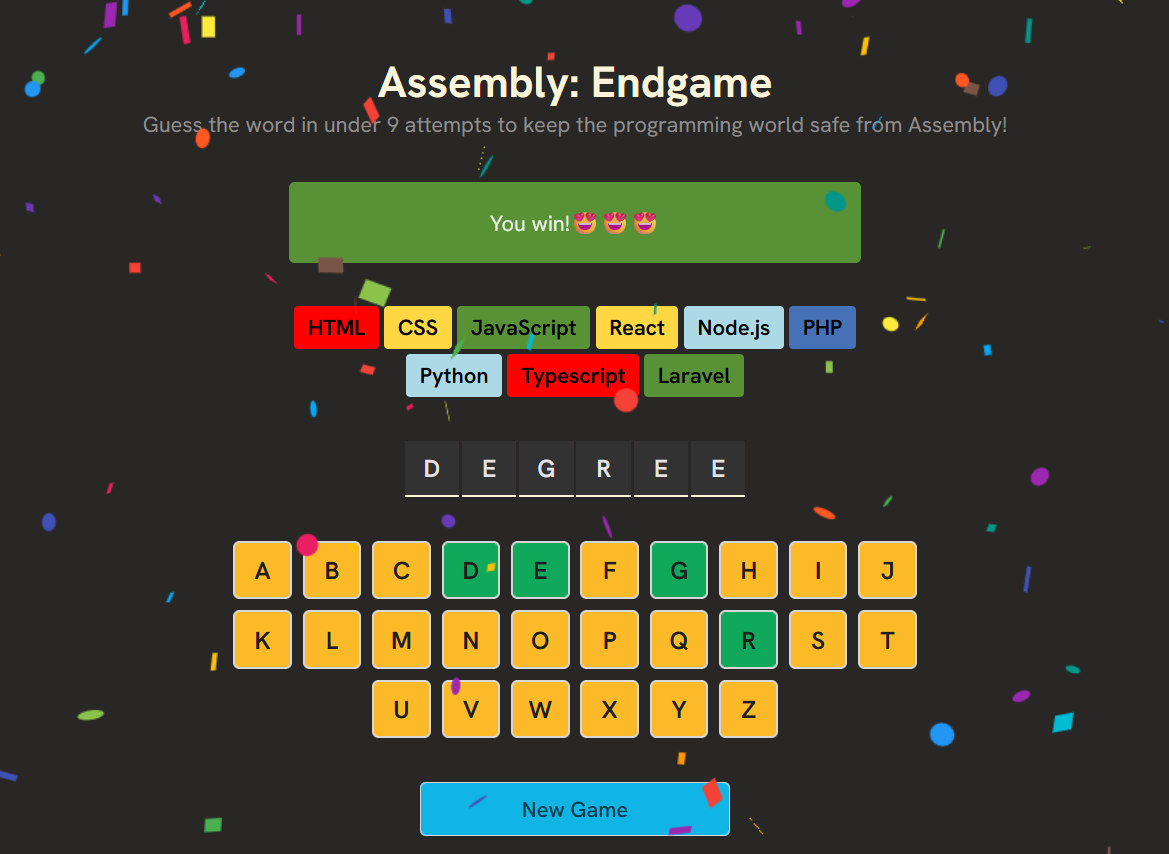 Assembly: Endgame
Guess the word in under 9 attempts to keep the programming world safe from Assembly!
You win!😍😍😍
HTML CSS JavaScript React Node.js PHP
Python Typescript Laravel
D E G R E E
A B C D E F G H I J
K L M N O P Q R S T
U V W X Y Z
New Game